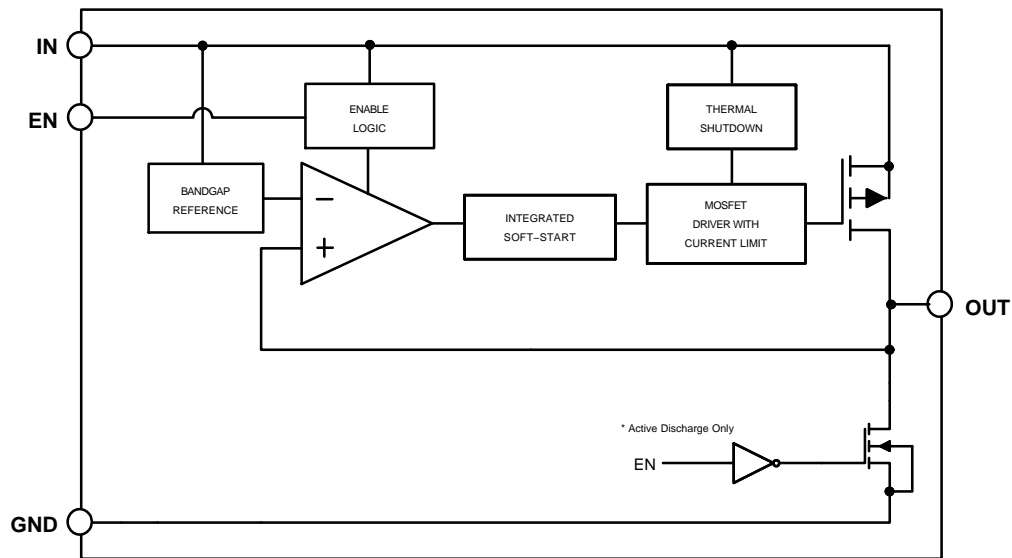 IN
EN
ENABLE
LOGIC
THERMAL
SHUTDOWN
BANDGAP
REFERENCE
−
+
INTEGRATED
SOFT−START
MOSFET
DRIVER WITH
CURRENT LIMIT
OUT
* Active Discharge Only
EN
GND